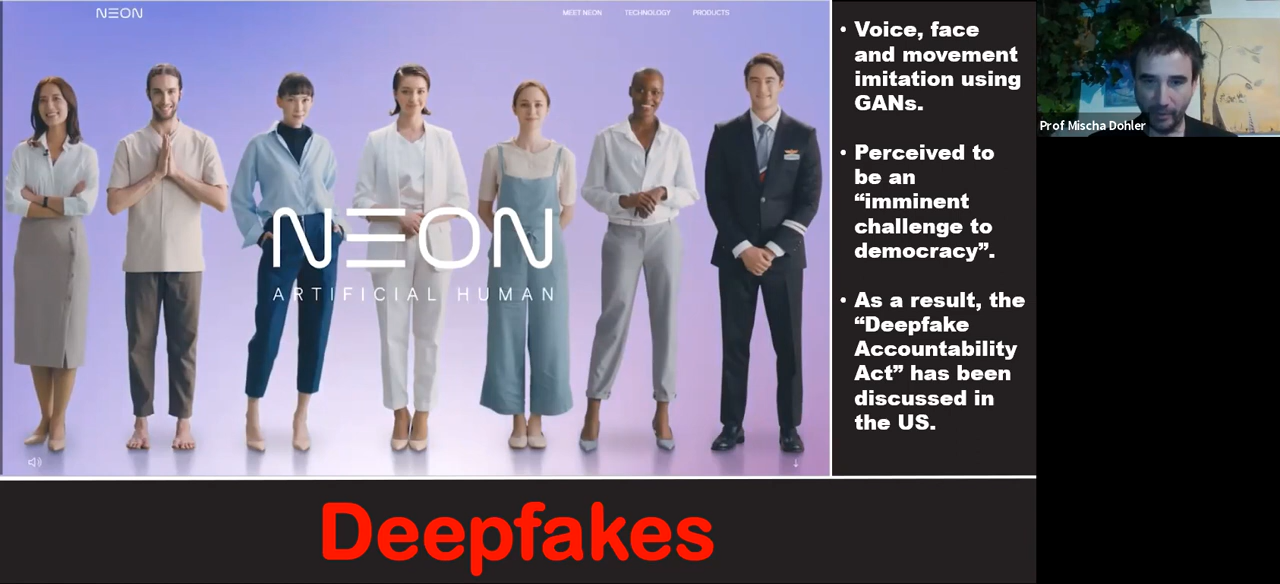 NEON
MEET NEON TECHNOLOGY PRODUCTS
NEON
ARTIFICIAL HUMAN
• Voice, face
and movement
imitation using
GANs.
• Perceived to
be an
“imminent
challenge to
democracy”.
• As a result, the
“Deepfake
Accountability
Act” has been
discussed in
the US.
Prof Mischa Dohler
Deepfakes